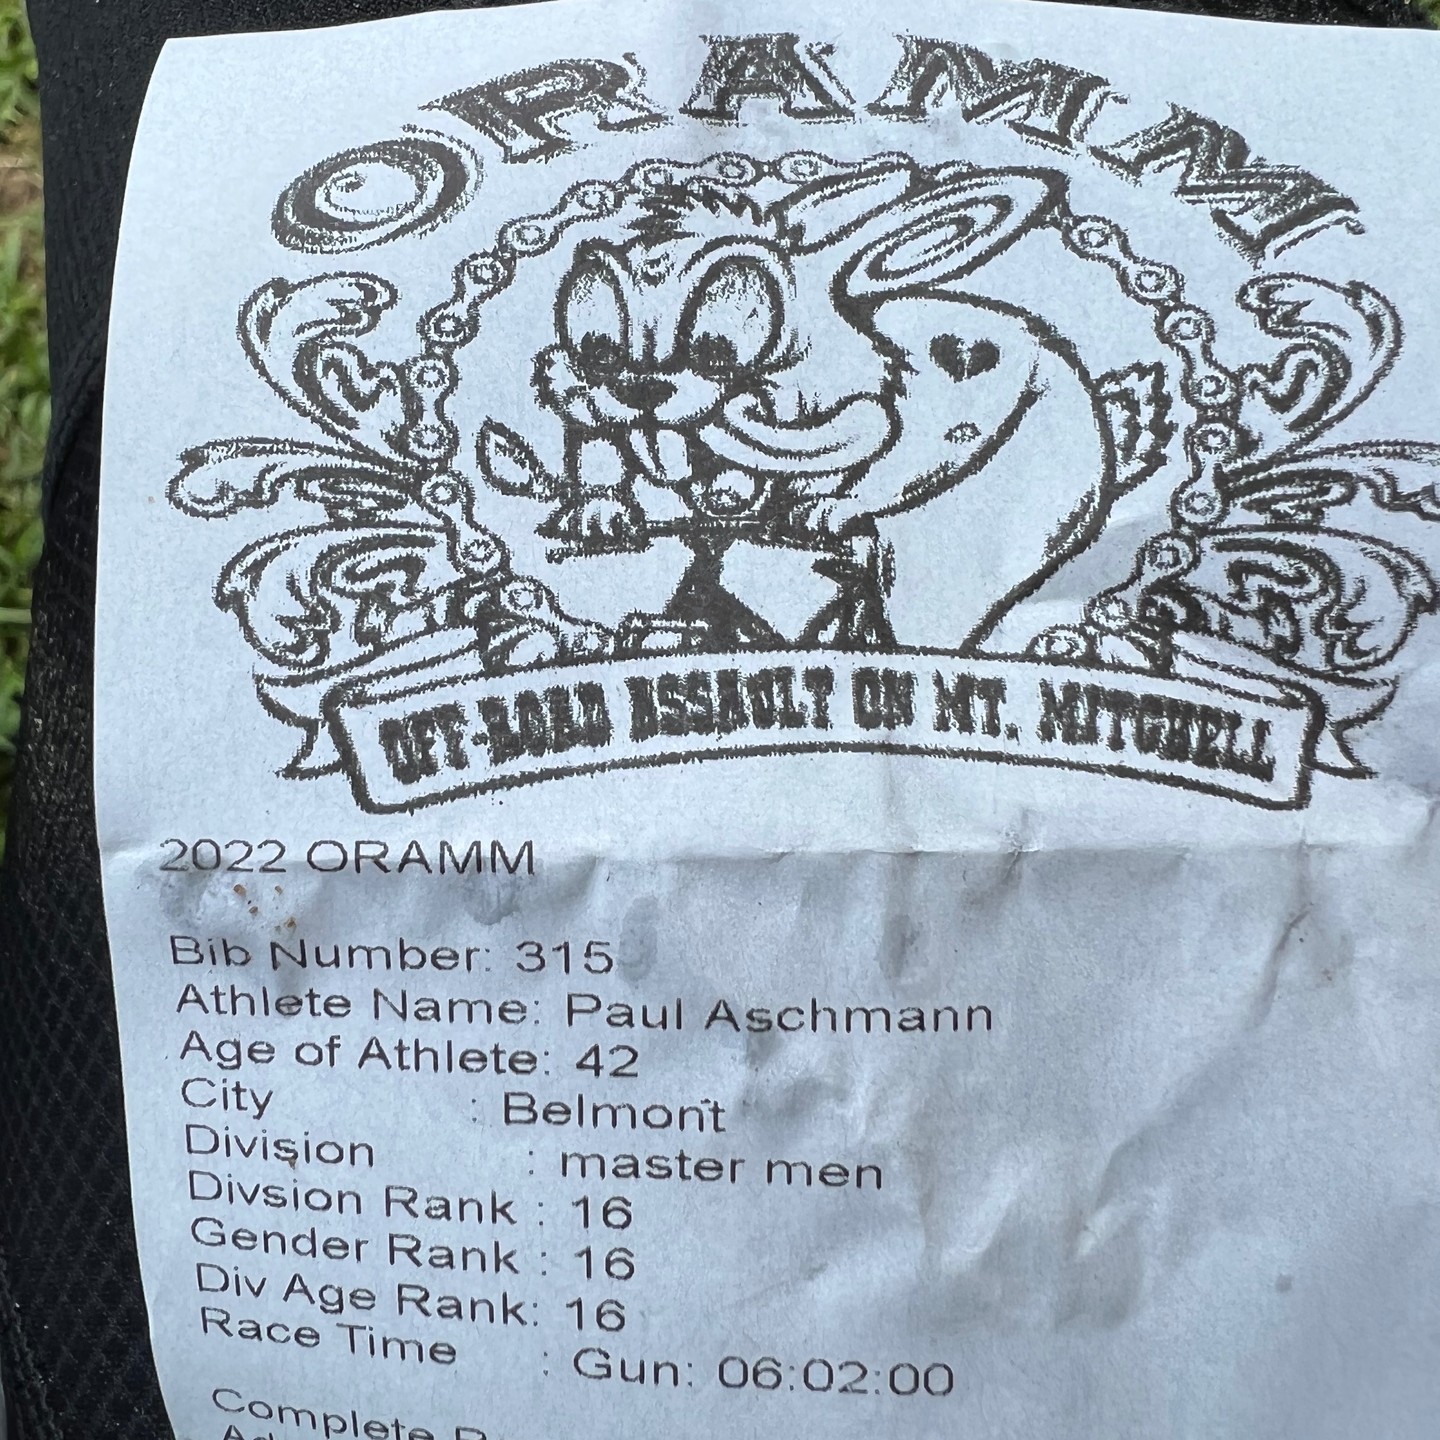 ORAMM
OFF-ROAD ASSAULT ON MT. MITCHELL
2022 ORAMM
Bib Number: 315
Athlete Name: Paul Aschmann
Age of Athlete: 42
City : Belmont
Division : master men
Divsion Rank : 16
Gender Rank : 16
Div Age Rank: 16
Race Time : Gun: 06:02:00
Complete